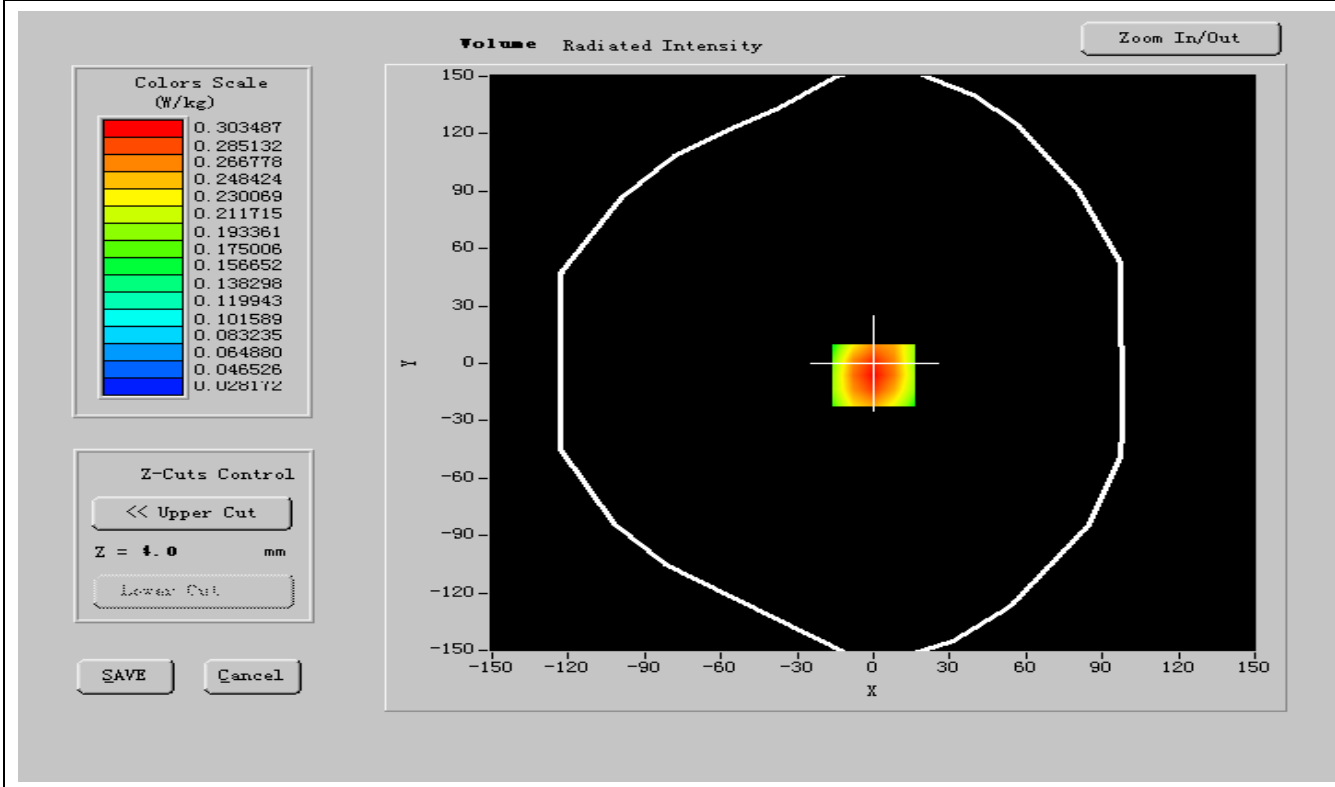 Volume Radiated Intensity
Zoom In/Out
Colors Scale
(W/kg)
0.303487
0.285132
0.266778
0.248424
0.230069
0.211715
0.193361
0.175006
0.156652
0.138298
0.119943
0.101589
0.083235
0.064880
0.046526
0.028172
Z-Cuts Control
<< Upper Cut
Z = 4.0 mm
Lower Cut
SAVE
Cancel
150
120
90
60
30
0
-30
-60
-90
-120
-150
Y
-150 -120 -90 -60 -30 0 30 60 90 120 150
X